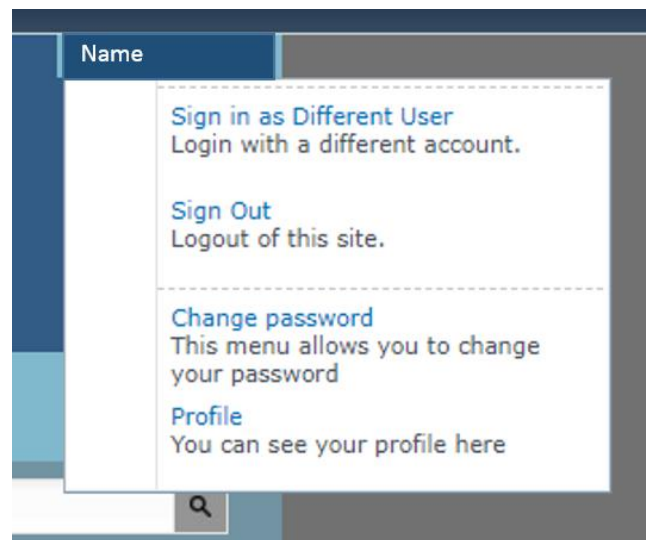 Name
Sign in as Different User
Login with a different account.
Sign Out
Logout of this site.
Change password
This menu allows you to change
your password
Profile
You can see your profile here